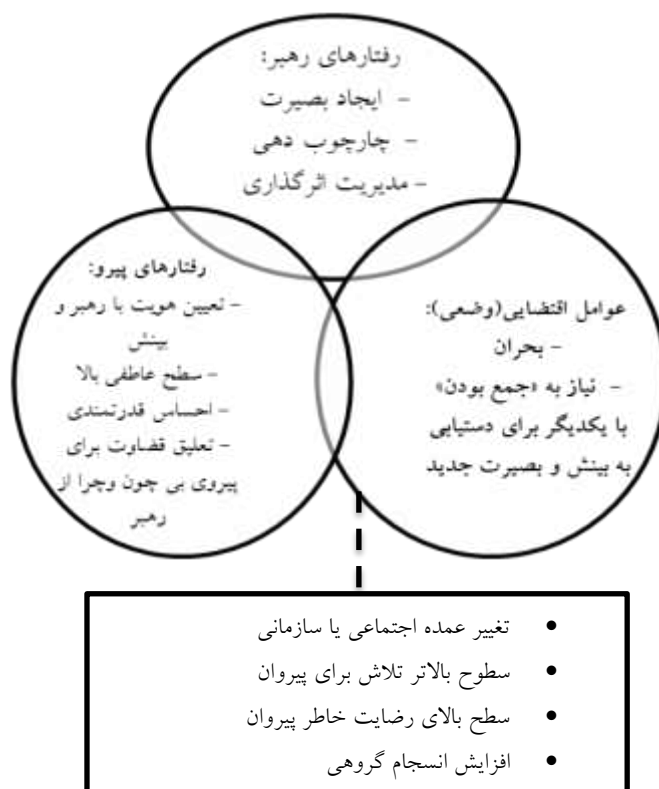 رفتارهای رهبر:
- ایجاد بصیرت
- چارچوب دهی
- مدیریت اثرگذاری
عوامل اقتضایی(وضعی):
- بحران
- نیاز به «جمع بودن»
با یکدیگر برای دستیابی
به بینش و بصیرت جدید
رفتارهای پیرو:
- تعیین هویت با رهبر و
بینش
- سطح عاطفی بالا
- احساس قدرتمندی
- تعلیق قضاوت برای
پیروی بی چون وچرا از
رهبر
• تغییر عمده اجتماعی یا سازمانی
• سطوح بالاتر تلاش برای پیروان
• سطح بالای رضایت خاطر پیروان
• افزایش انسجام گروهی